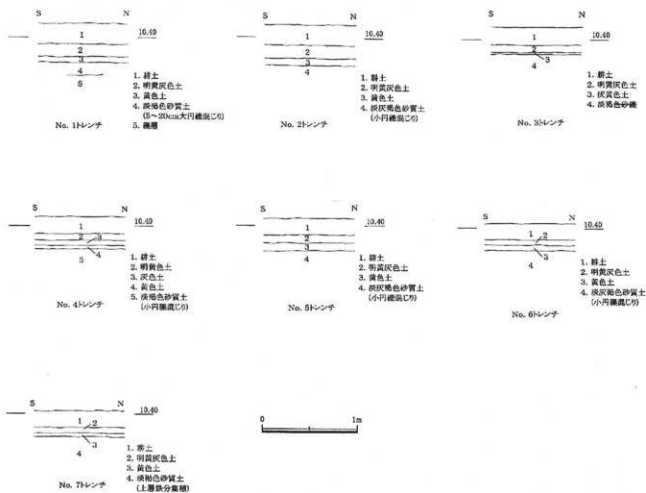 S N
1 10.40
2
3
4
5
1. 耕土
2. 明黄灰色土
3. 黄色土
4. 淡褐色砂質土
(5〜20cm大円礫混じり)
5. 礫層
No. 1トレンチ
S N
1 10.40
2
3
4
1. 耕土
2. 明黄灰色土
3. 黄色土
4. 淡灰褐色砂質土
(小円礫混じり)
No. 2トレンチ
S N
1 10.40
2
3
4
1. 耕土
2. 明黄灰色土
3. 灰黄色土
4. 淡褐色砂礫
No. 3トレンチ
S N
1 10.40
2 3
4
5
1. 耕土
2. 明黄色土
3. 灰色土
4. 黄色土
5. 淡褐色砂質土
(小円礫混じり)
No. 4トレンチ
S N
1 10.40
2
3
4
1. 耕土
2. 明黄灰色土
3. 黄色土
4. 淡灰褐色砂質土
(小円礫混じり)
No. 5トレンチ
S N
1 2 10.40
3
4
1. 耕土
2. 明黄灰色土
3. 黄色土
4. 淡灰褐色砂質土
(小円礫混じり)
No. 6トレンチ
S N
1 2 10.40
3
4
1. 耕土
2. 明黄灰色土
3. 黄色土
4. 淡褐色砂質土
(上層鉄分集積)
No. 7トレンチ
0 1m